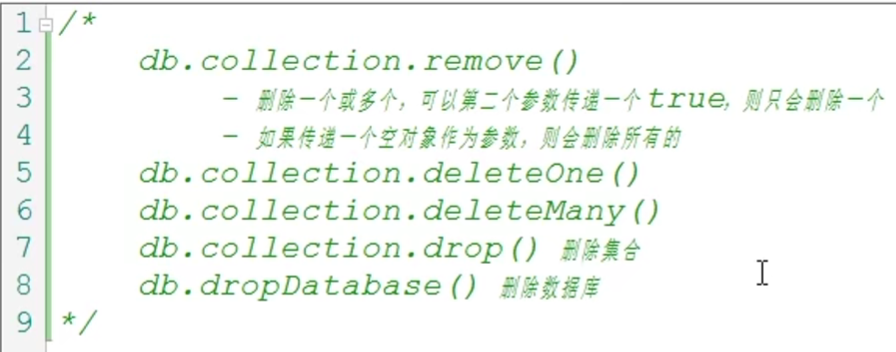 1 /*
2 db.collection.remove()
3 - 删除一个或多个，可以第二个参数传递一个true，则只会删除一个
4 - 如果传递一个空对象作为参数，则会删除所有的
5 db.collection.deleteOne()
6 db.collection.deleteMany()
7 db.collection.drop() 删除集合
8 db.dropDatabase() 删除数据库
9 */